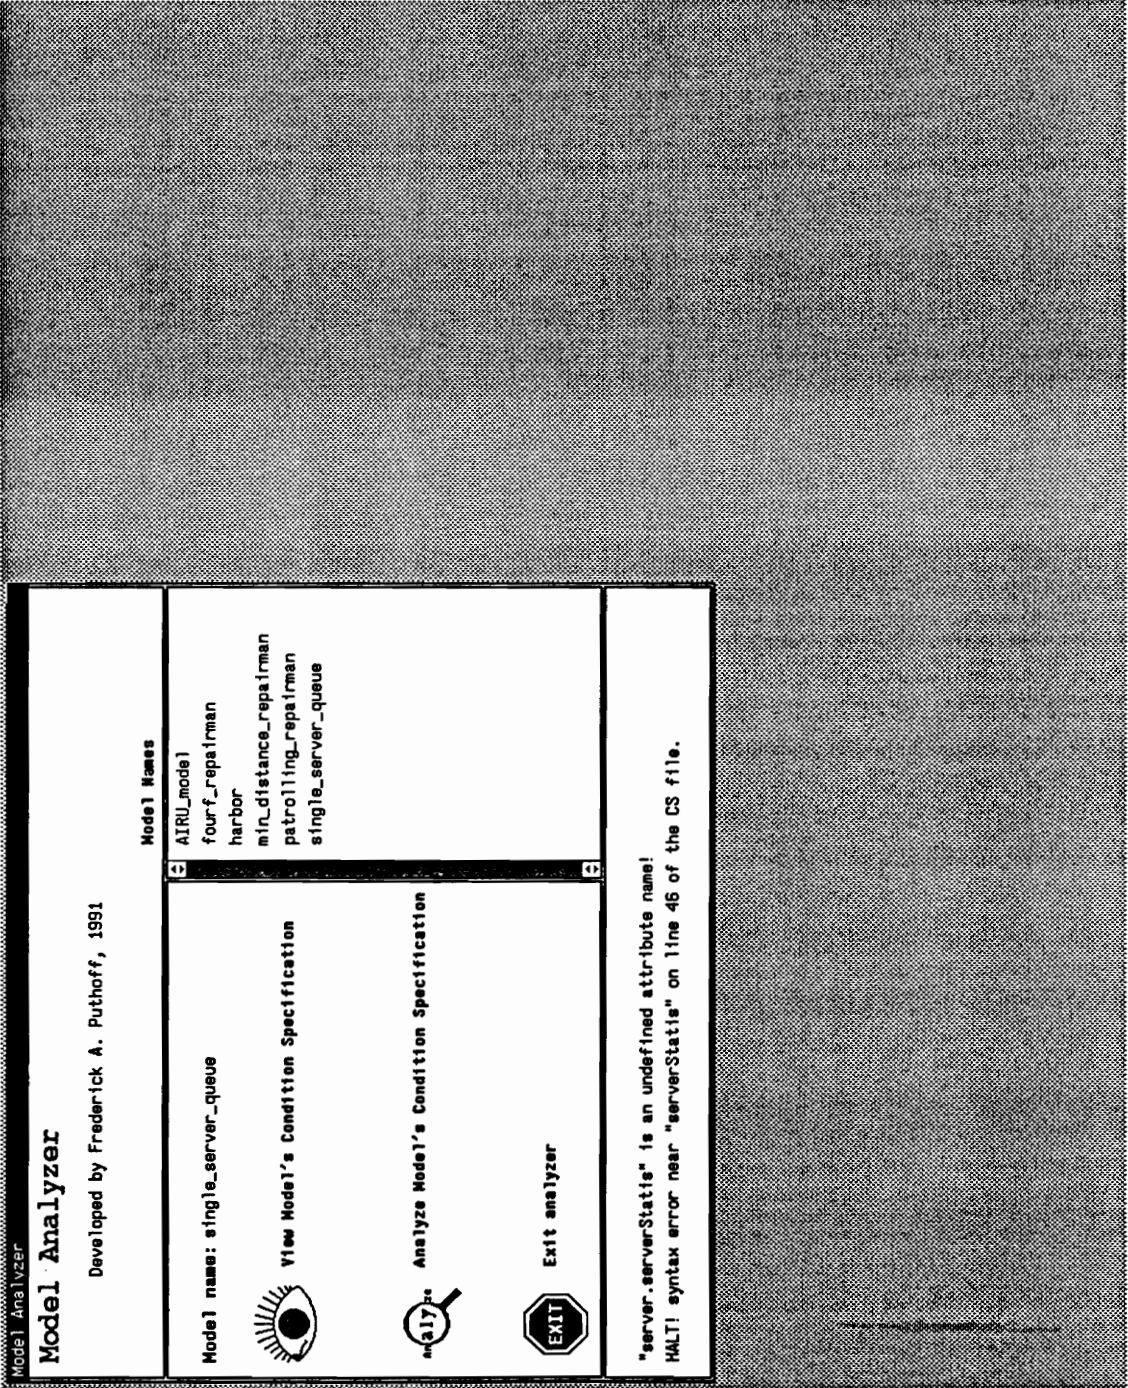 Model Analyzer
Model Analyzer
Developed by Frederick A. Puthoff, 1991
Model Names
Model name: single_server_queue
View Model's Condition Specification
Analyze
Analyze Model's Condition Specification
EXIT
Exit analyzer
AIRU_model
fourf_repairman
harbor
min_distance_repairman
patrolling_repairman
single_server_queue
"server.serverStatis" is an undefined attribute name!
HALT! syntax error near "serverStatis" on line 46 of the CS file.